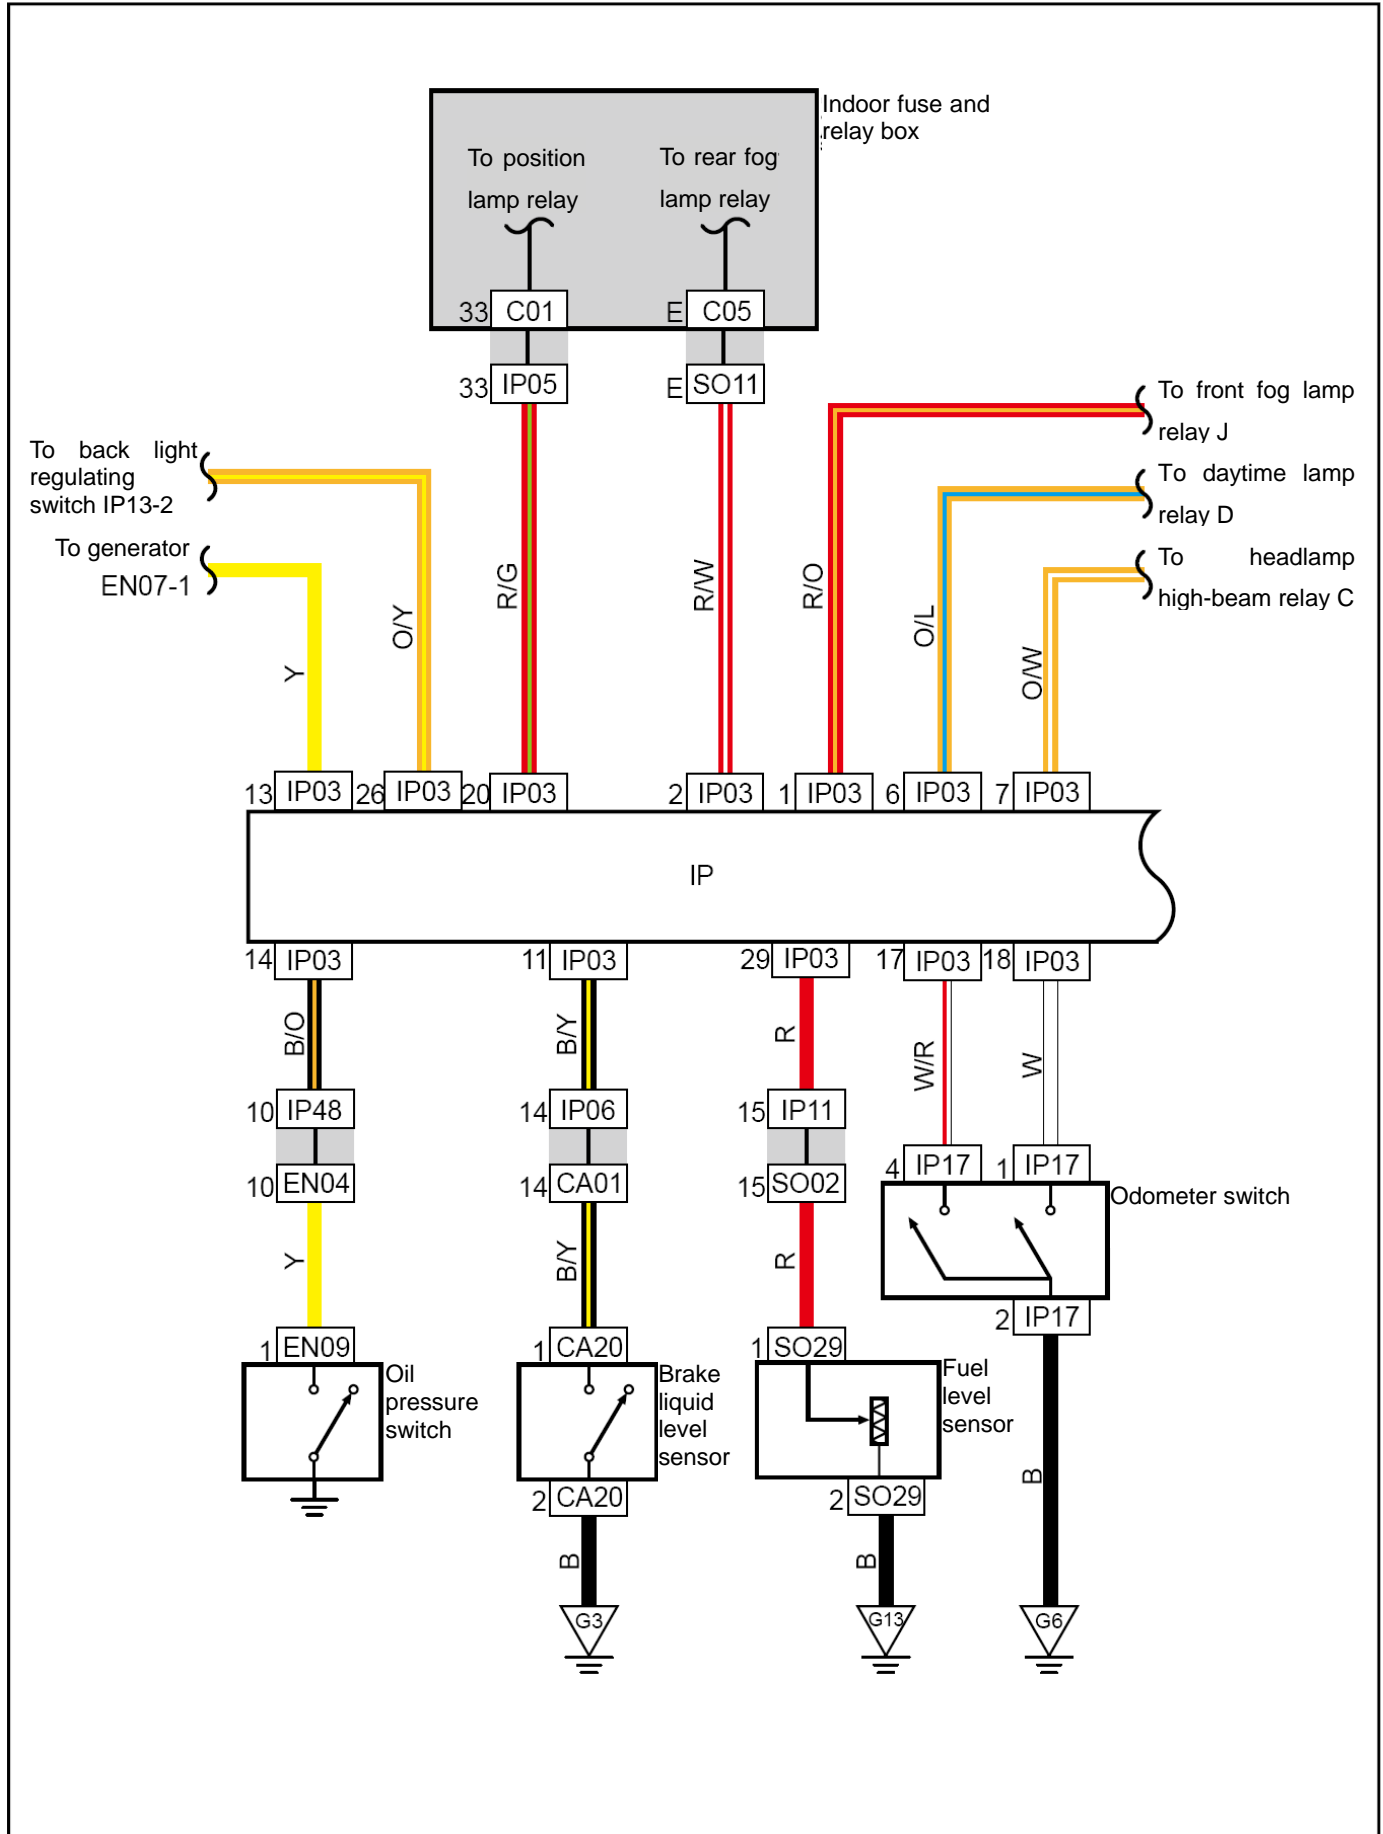 Indoor fuse and
relay box
To position
lamp relay
To rear fog
lamp relay
33 C01
E C05
33 IP05
E SO11
To front fog lamp
relay J
To daytime lamp
relay D
To headlamp
high-beam relay C
To back light
regulating
switch IP13-2
To generator
EN07-1
Y
O/Y
R/G
R/W
R/O
O/L
O/W
13 IP03
26 IP03
20 IP03
2 IP03
1 IP03
6 IP03
7 IP03
IP
14 IP03
11 IP03
29 IP03
17 IP03
18 IP03
B/O
B/Y
R
W/R
W
10 IP48
14 IP06
15 IP11
10 EN04
14 CA01
15 SO02
4 IP17
1 IP17
Odometer switch
Y
B/Y
R
2 IP17
1 EN09
1 CA20
1 SO29
Oil
pressure
switch
Brake
liquid
level
sensor
Fuel
level
sensor
2 CA20
2 SO29
B
B
B
G3
G13
G6